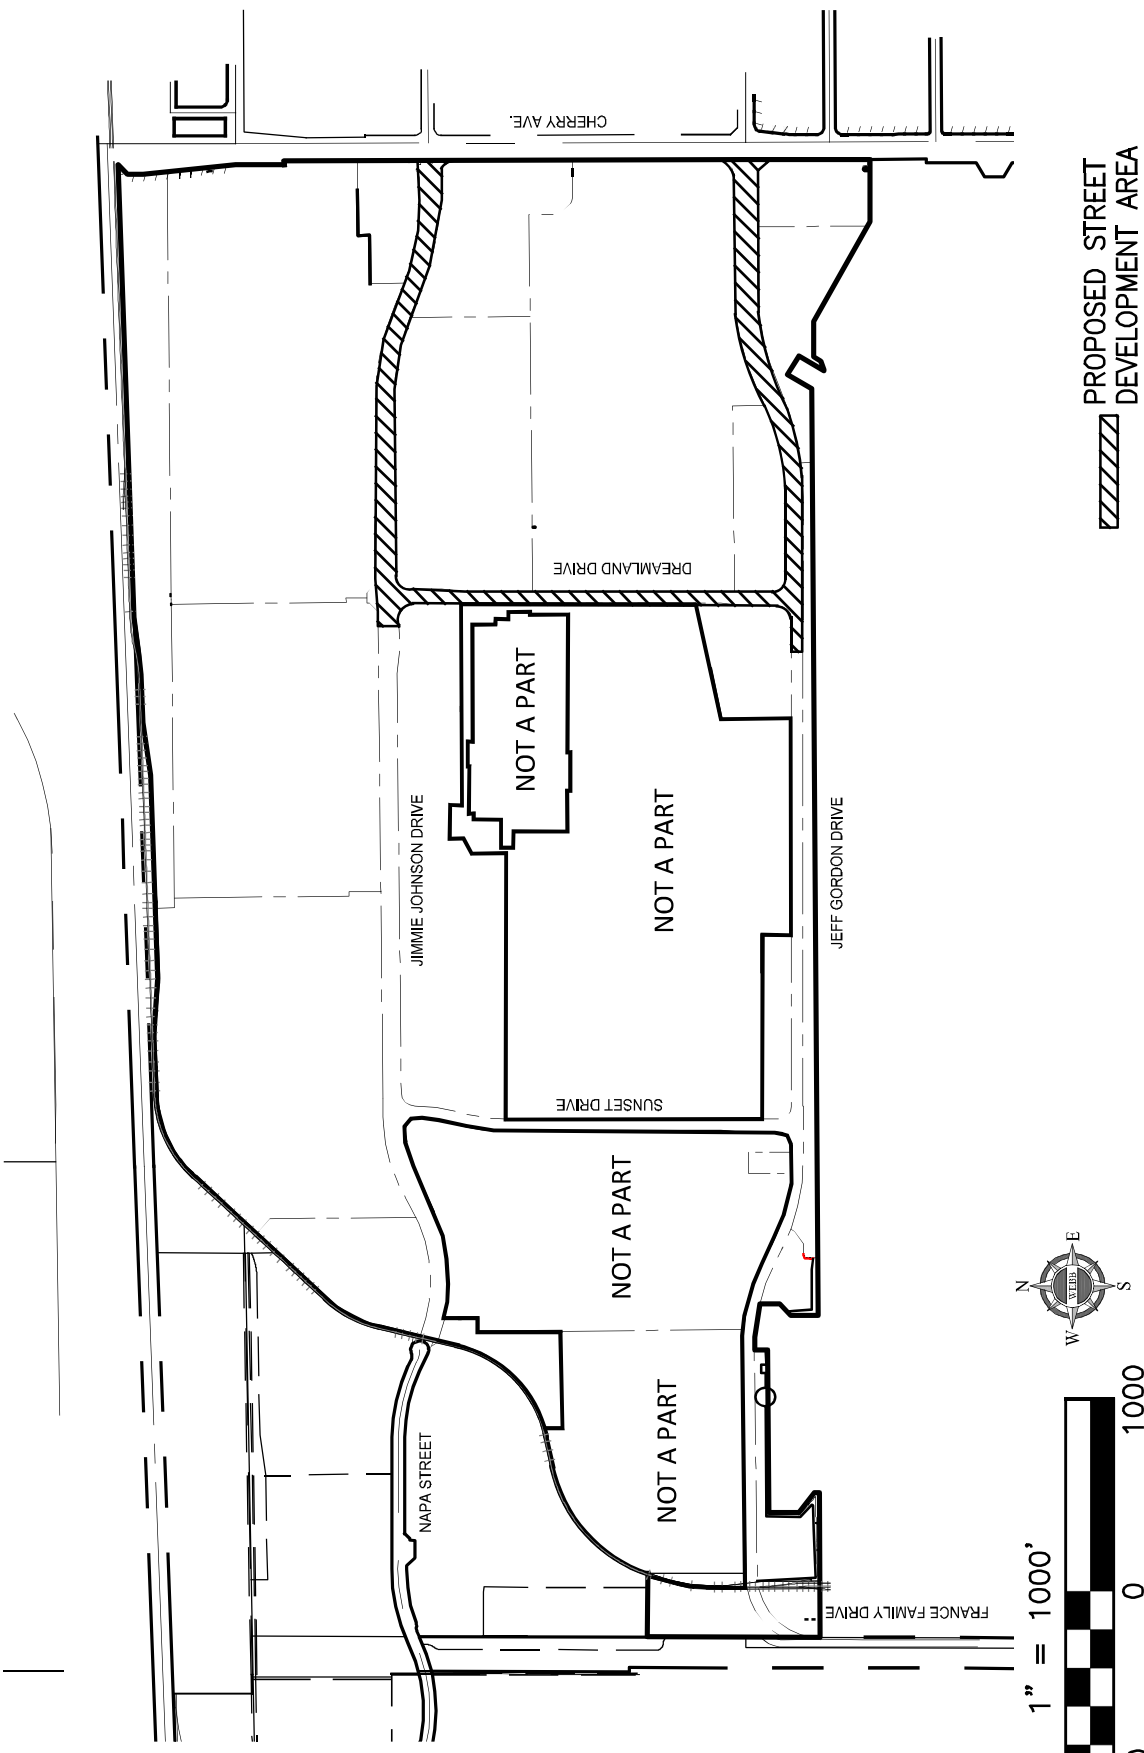 CHERRY AVE.
DREAMLAND DRIVE
JIMMIE JOHNSON DRIVE
NOT A PART
NOT A PART
JEFF GORDON DRIVE
SUNSET DRIVE
NOT A PART
NOT A PART
NAPA STREET
FRANCE FAMILY DRIVE
PROPOSED STREET
DEVELOPMENT AREA
N
W
E
S
WEBB
1" = 1000'
0
1000